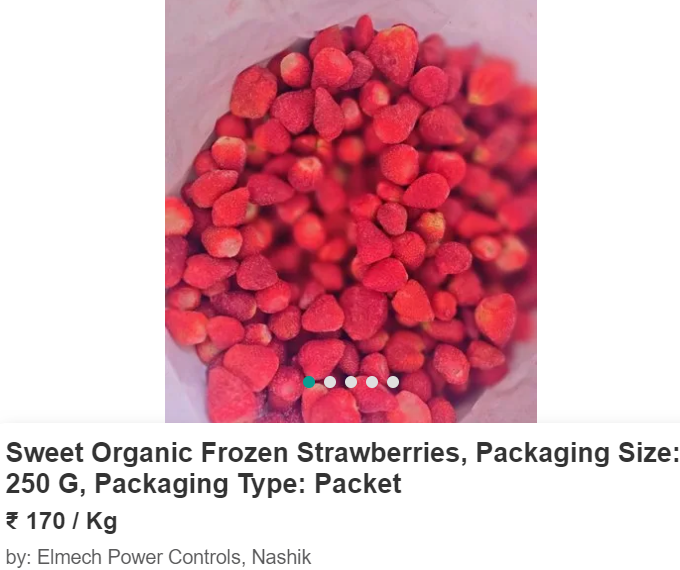 Sweet Organic Frozen Strawberries, Packaging Size:
250 G, Packaging Type: Packet
₹ 170 / Kg
by: Elmech Power Controls, Nashik